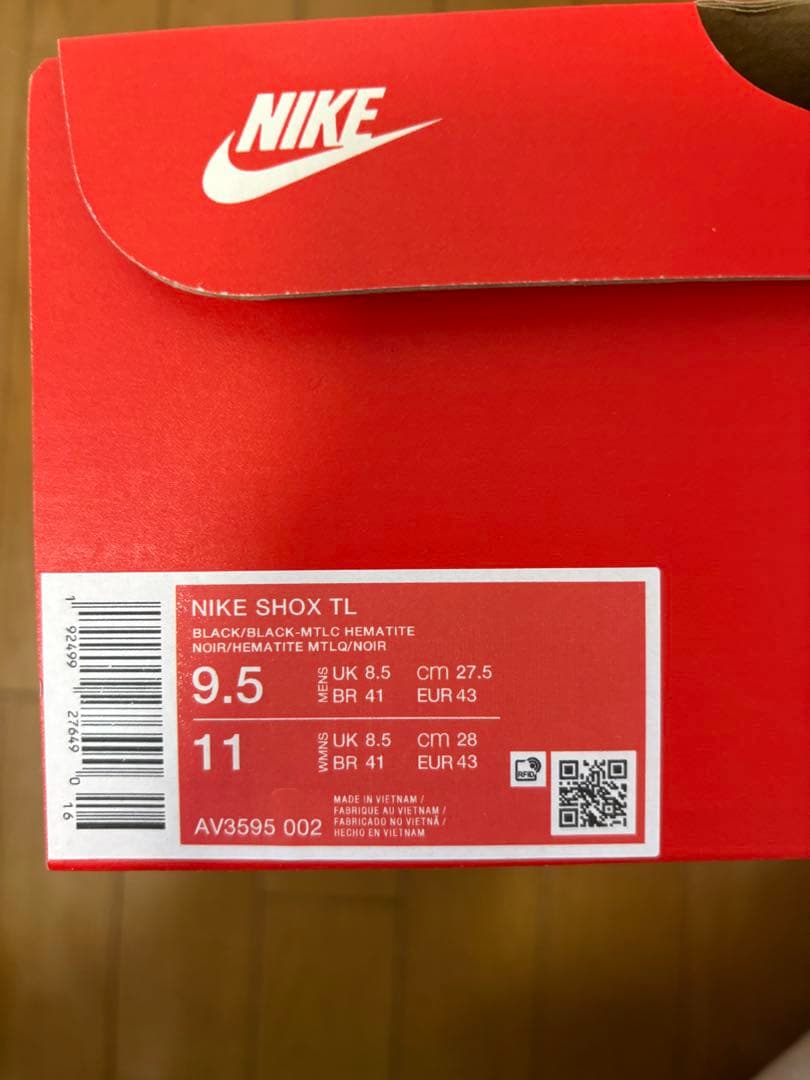 NIKE
NIKE SHOX TL
BLACK/BLACK-MTLC HEMATITE
NOIR/HEMATITE MTLQ/NOIR
9.5
MENS
UK 8.5 cm 27.5
BR 41 EUR 43
11
WMNS
UK 8.5 cm 28
BR 41 EUR 43
RFID
AV3595 002
MADE IN VIETNAM /
FABRIQUE AU VIETNAM /
FABRICADO NO VIETNÃ /
HECHO EN VIETNAM
1 92499 27649 0 16